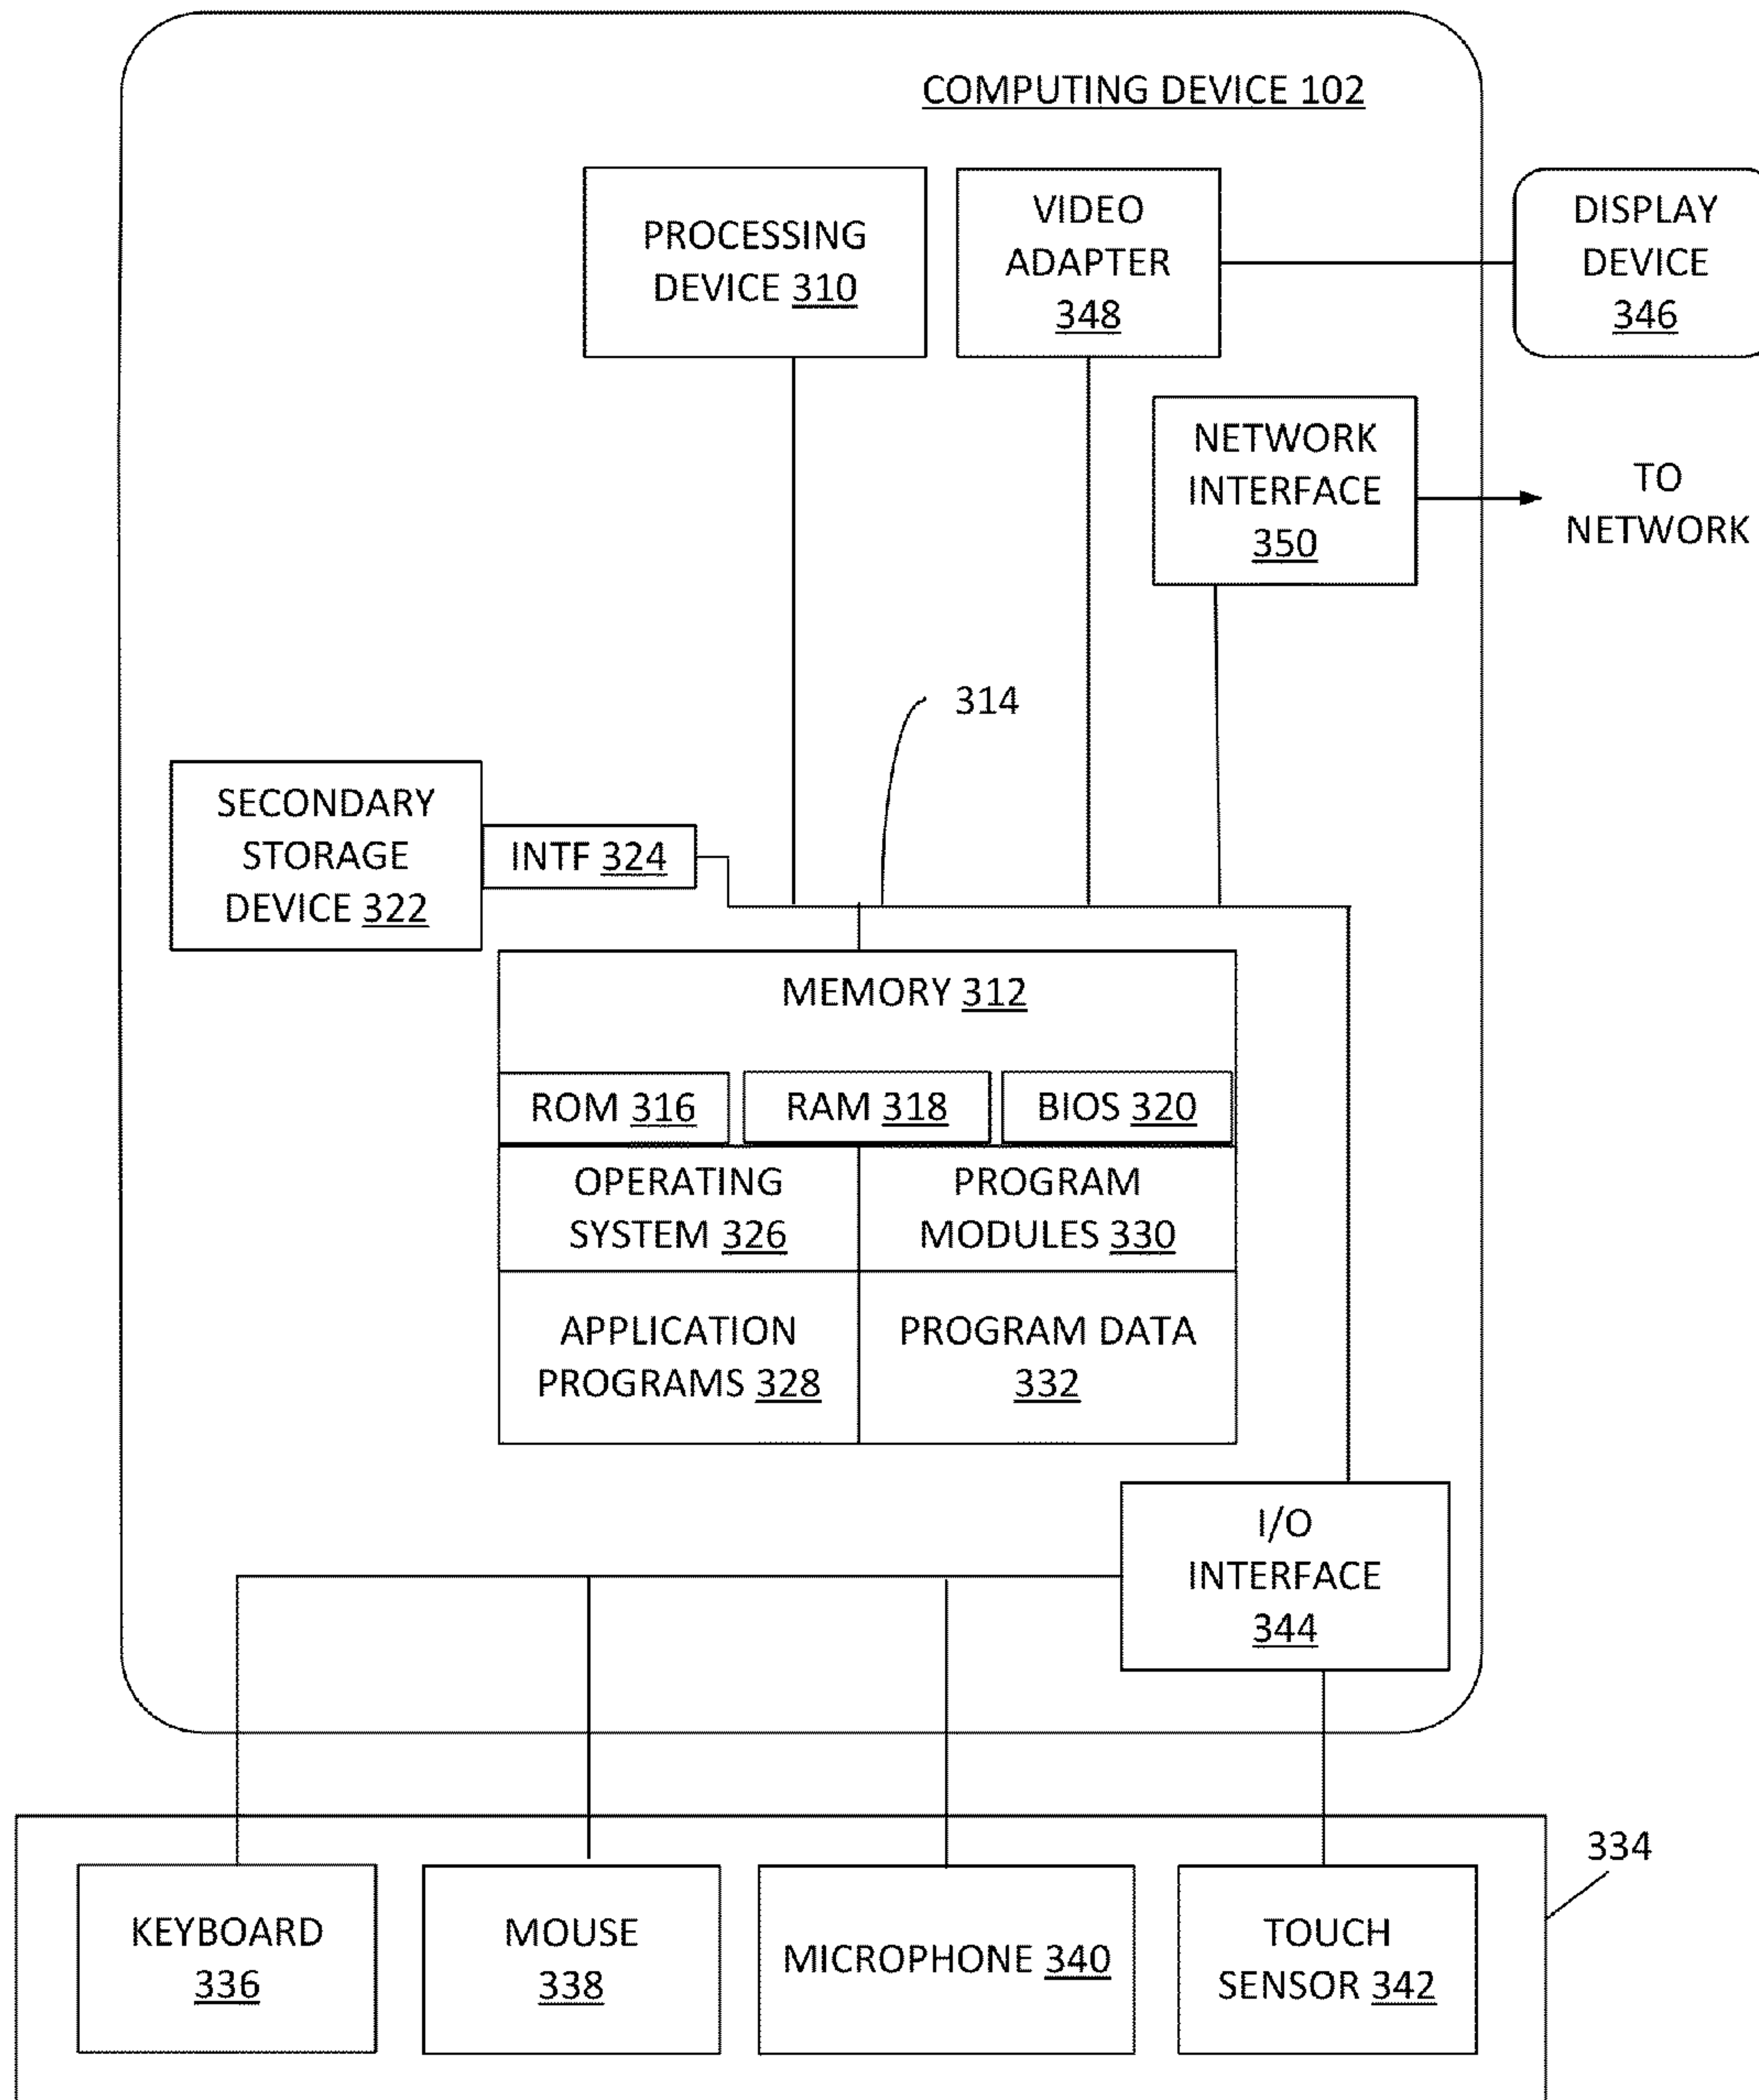 COMPUTING DEVICE 102
PROCESSING
DEVICE 310
VIDEO
ADAPTER
348
DISPLAY
DEVICE
346
NETWORK
INTERFACE
350
TO
NETWORK
314
SECONDARY
STORAGE
DEVICE 322
INTF 324
MEMORY 312
ROM 316
RAM 318
BIOS 320
OPERATING
SYSTEM 326
PROGRAM
MODULES 330
APPLICATION
PROGRAMS 328
PROGRAM DATA
332
I/O
INTERFACE
344
334
KEYBOARD
336
MOUSE
338
MICROPHONE 340
TOUCH
SENSOR 342